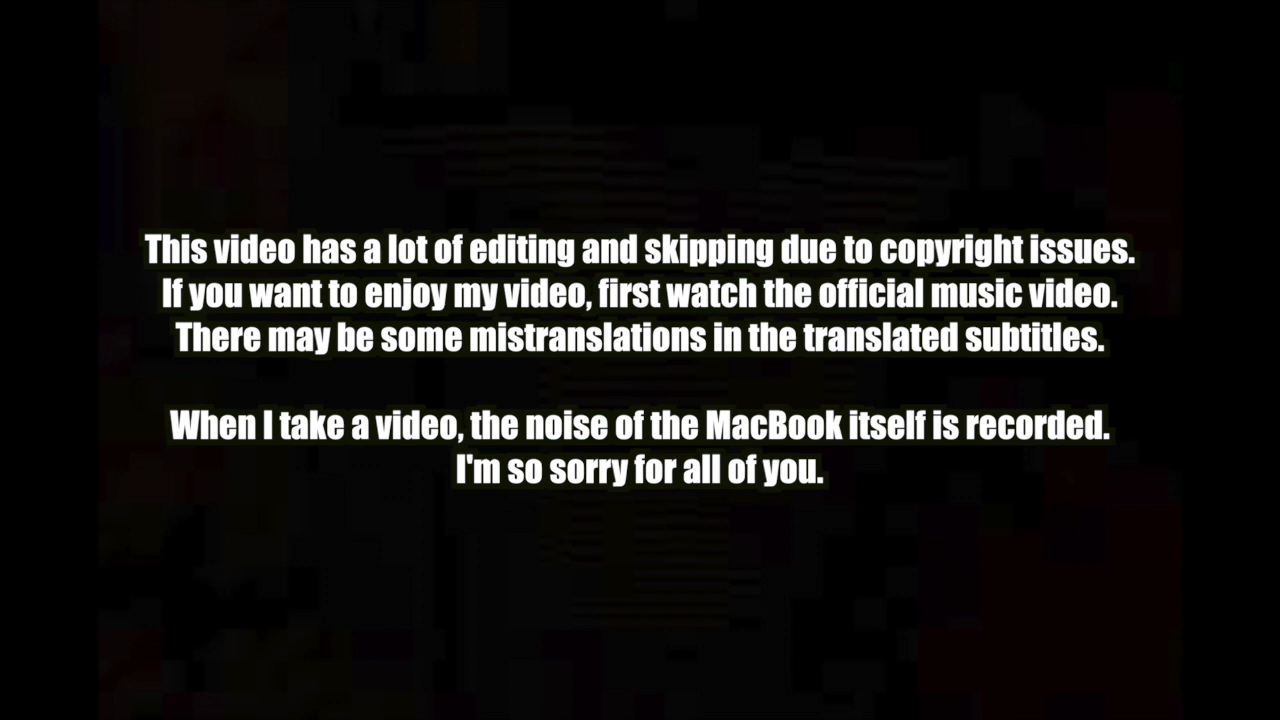 This video has a lot of editing and skipping due to copyright issues.
If you want to enjoy my video, first watch the official music video.
There may be some mistranslations in the translated subtitles.
When I take a video, the noise of the MacBook itself is recorded.
I'm so sorry for all of you.